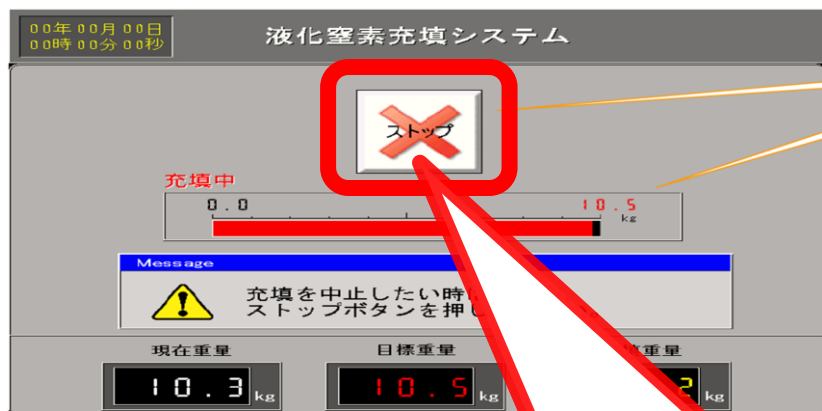 00年00月00日
00時00分00秒
液化窒素充填システム
ストップ
充填中
0.0
10.5
kg
Message
充填を中止したい時
ストップボタンを押し
現在重量
目標重量
重量
10.3 kg
10.5 kg
2 kg